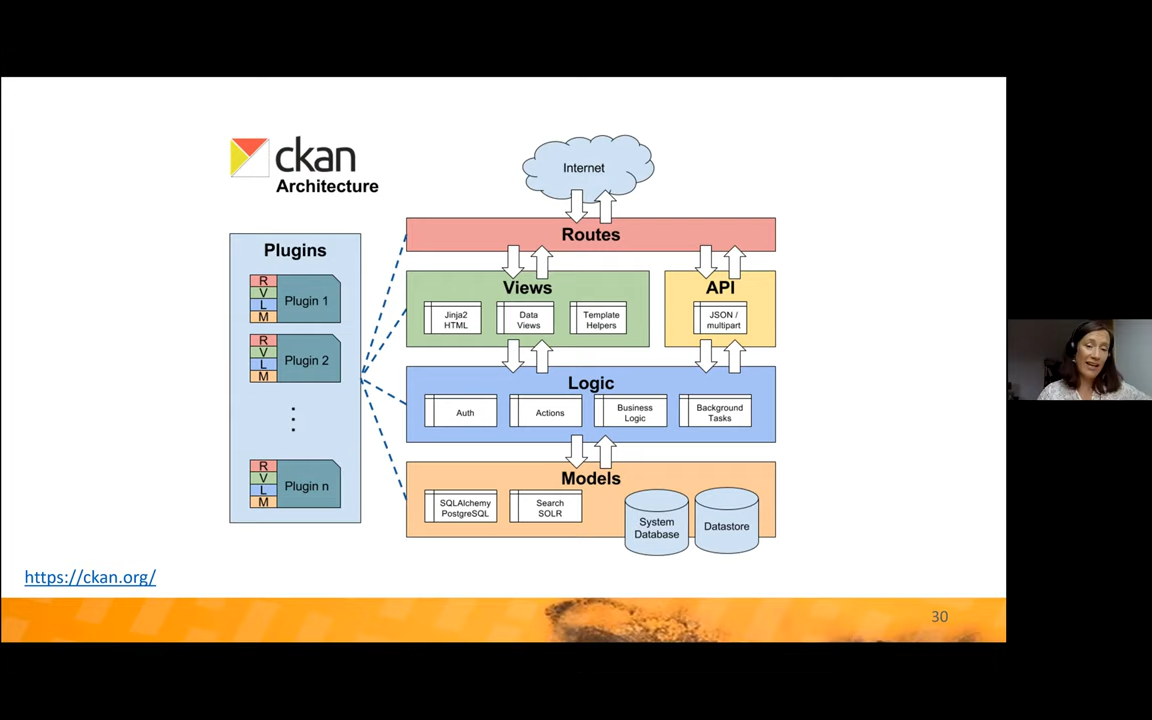 ckan
Architecture
Internet
Plugins
R
V
L
M
Plugin 1
R
V
L
M
Plugin 2
R
V
L
M
Plugin n
Routes
Views
Jinja2
HTML
Data
Views
Template
Helpers
API
JSON /
multipart
Logic
Auth
Actions
Business
Logic
Background
Tasks
Models
SQLAlchemy
PostgreSQL
Search
SOLR
System
Database
Datastore
https://ckan.org/
30